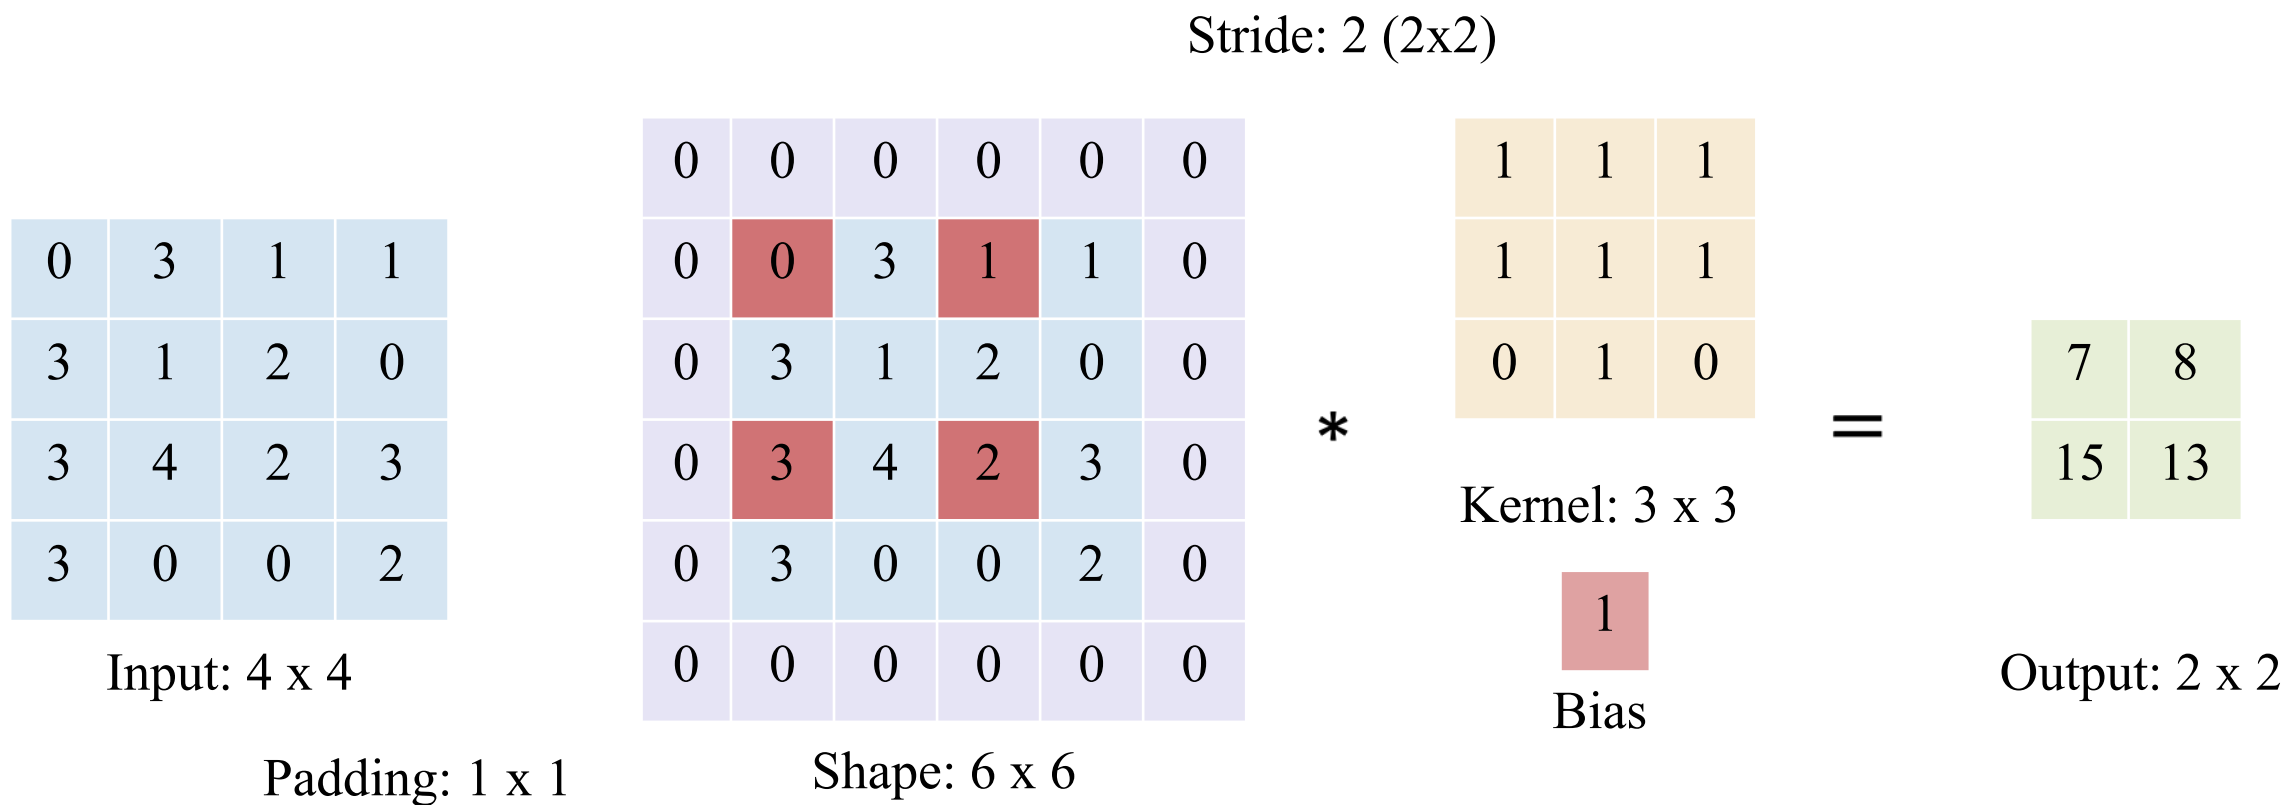 Stride: 2 (2x2)
0 3 1 1
3 1 2 0
3 4 2 3
3 0 0 2
Input: 4 x 4
Padding: 1 x 1
0 0 0 0 0 0
0 0 3 1 1 0
0 3 1 2 0 0
0 3 4 2 3 0
0 3 0 0 2 0
0 0 0 0 0 0
Shape: 6 x 6
*
1 1 1
1 1 1
0 1 0
Kernel: 3 x 3
1
Bias
=
7 8
15 13
Output: 2 x 2